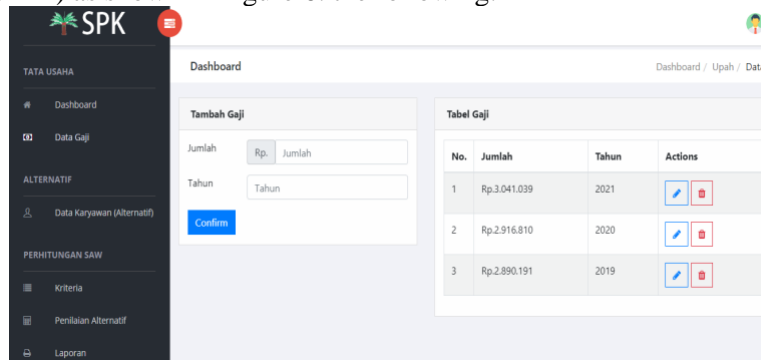 SPK
TATA USAHA
Dashboard
Data Gaji
ALTERNATIF
Data Karyawan (Alternatif)
PERHITUNGAN SAW
Kriteria
Penilaian Alternatif
Laporan
Dashboard
Dashboard / Upah / Data
Tambah Gaji
Jumlah Rp. Jumlah
Tahun Tahun
Confirm
Tabel Gaji
No. Jumlah Tahun Actions
1 Rp.3.041.039 2021
2 Rp.2.916.810 2020
3 Rp.2.890.191 2019